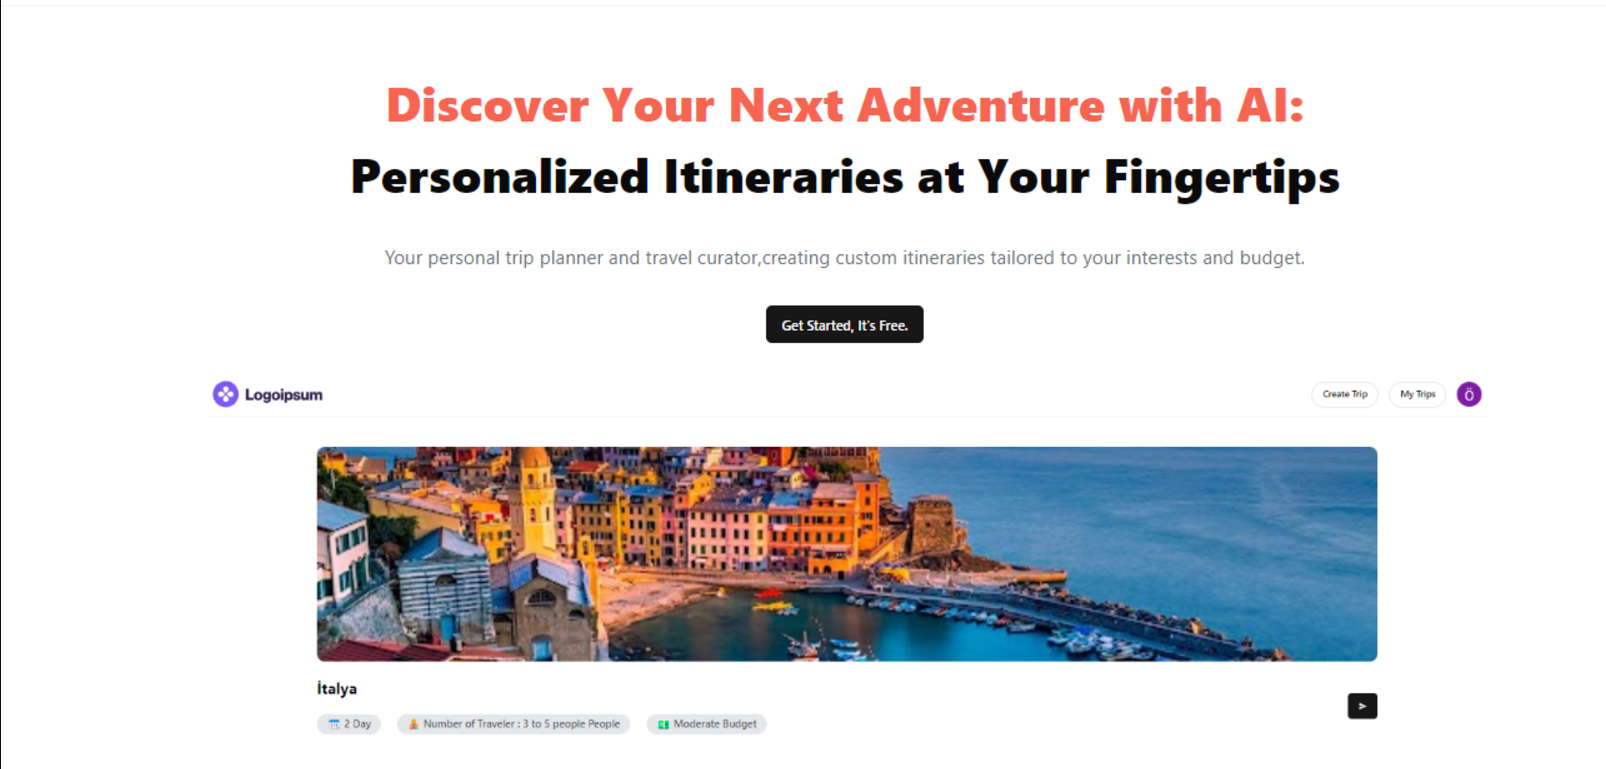 Discover Your Next Adventure with AI:
Personalized Itineraries at Your Fingertips
Your personal trip planner and travel curator,creating custom itineraries tailored to your interests and budget.
Get Started, It's Free.
Logoipsum
Create Trip
My Trips
Ö
İtalya
2 Day
Number of Traveler : 3 to 5 people People
Moderate Budget